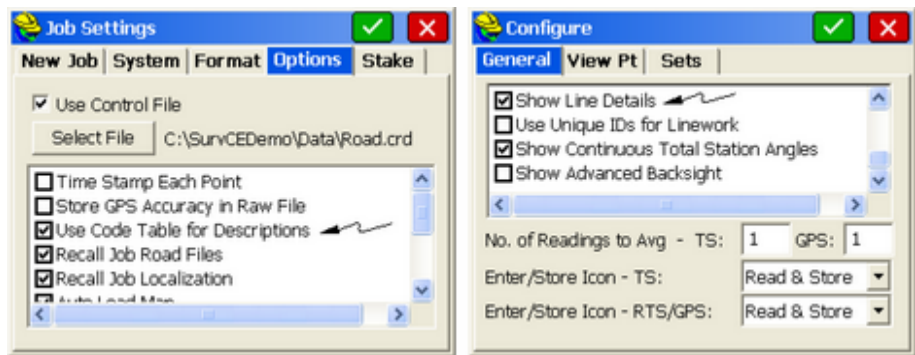 Job Settings
New Job System Format Options Stake
Use Control File
Select File C:\SurvCEDemo\Data\Road.crd
Time Stamp Each Point
Store GPS Accuracy in Raw File
Use Code Table for Descriptions
Recall Job Road Files
Recall Job Localization
Auto Load Map
Configure
General View Pt Sets
Show Line Details
Use Unique IDs for Linework
Show Continuous Total Station Angles
Show Advanced Backsight
No. of Readings to Avg - TS: 1 GPS: 1
Enter/Store Icon - TS: Read & Store
Enter/Store Icon - RTS/GPS: Read & Store